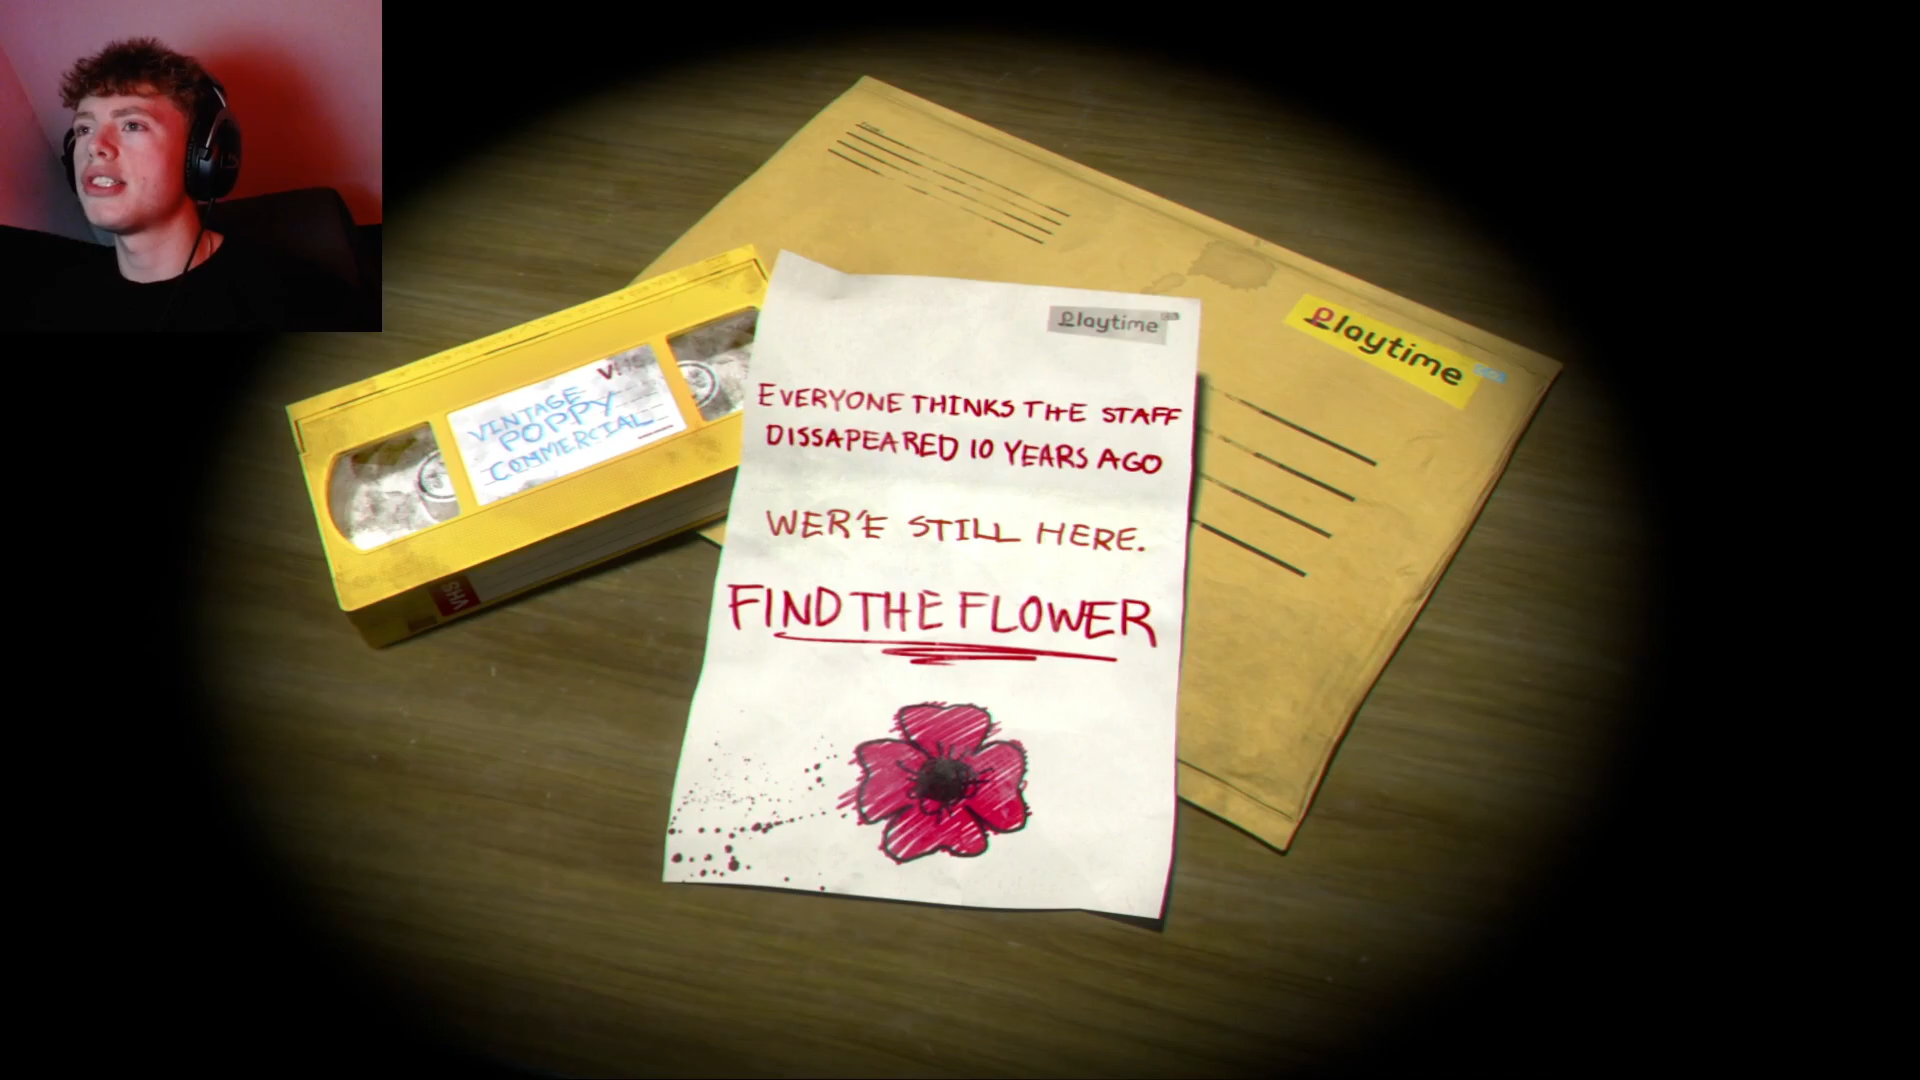 VINTAGE
POPPY
COMMERCIAL
VHS
Playtime
co.
EVERYONE THINKS THE STAFF
DISSAPEARED 10 YEARS AGO
WER'E STILL HERE.
FIND THE FLOWER
Playtime